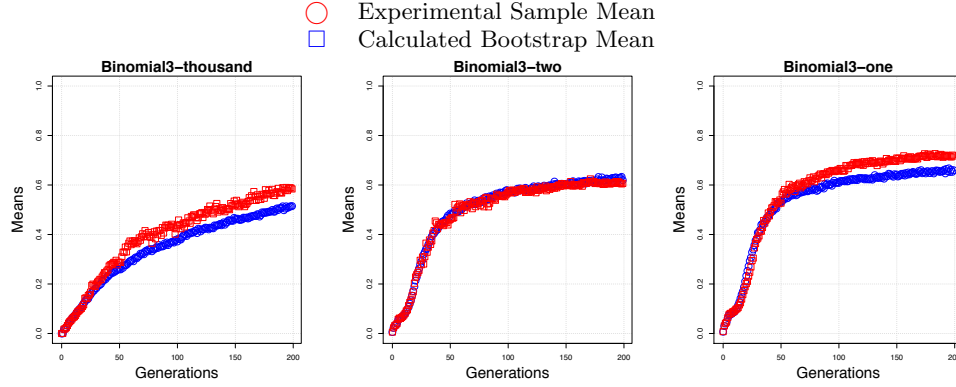 Experimental Sample Mean
Calculated Bootstrap Mean
Binomial3-thousand
Means
0.0 0.2 0.4 0.6 0.8 1.0
0 50 100 150 200
Generations
Binomial3-two
Means
0.0 0.2 0.4 0.6 0.8 1.0
0 50 100 150 200
Generations
Binomial3-one
Means
0.0 0.2 0.4 0.6 0.8 1.0
0 50 100 150 200
Generations